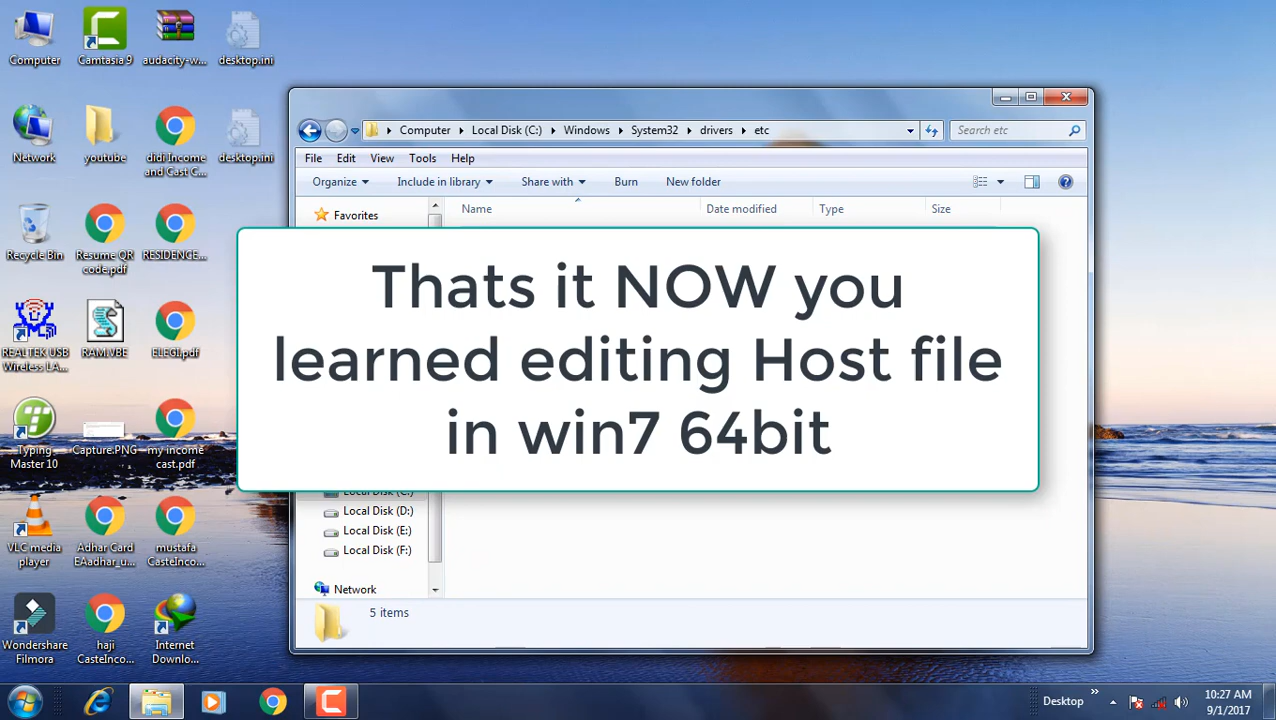 Computer
Camtasia 9
audacity-w...
desktop.ini
Network
youtube
didi Income
and Cast C...
desktop.ini
Recycle Bin
Resume QR
code.pdf
RESIDENCE...
REALTEK USB
Wireless LA...
RAMI.VBE
ELEGI.pdf
Typing
Master 10
Capture.PNG
my income
cast.pdf
VLC media
player
Adhar Card
EAadhar_u...
mustafa
CasteInco...
Wondershare
Filmora
haji
CasteInco...
Internet
Downlo...
Computer
Local Disk (C:)
Windows
System32
drivers
etc
Search etc
File Edit View Tools Help
Organize Include in library Share with Burn New folder
Name Date modified Type Size
Favorites
Thats it NOW you
learned editing Host file
in win7 64bit
Local Disk (C:)
Local Disk (D:)
Local Disk (E:)
Local Disk (F:)
Network
5 items
Desktop
10:27 AM
9/1/2017